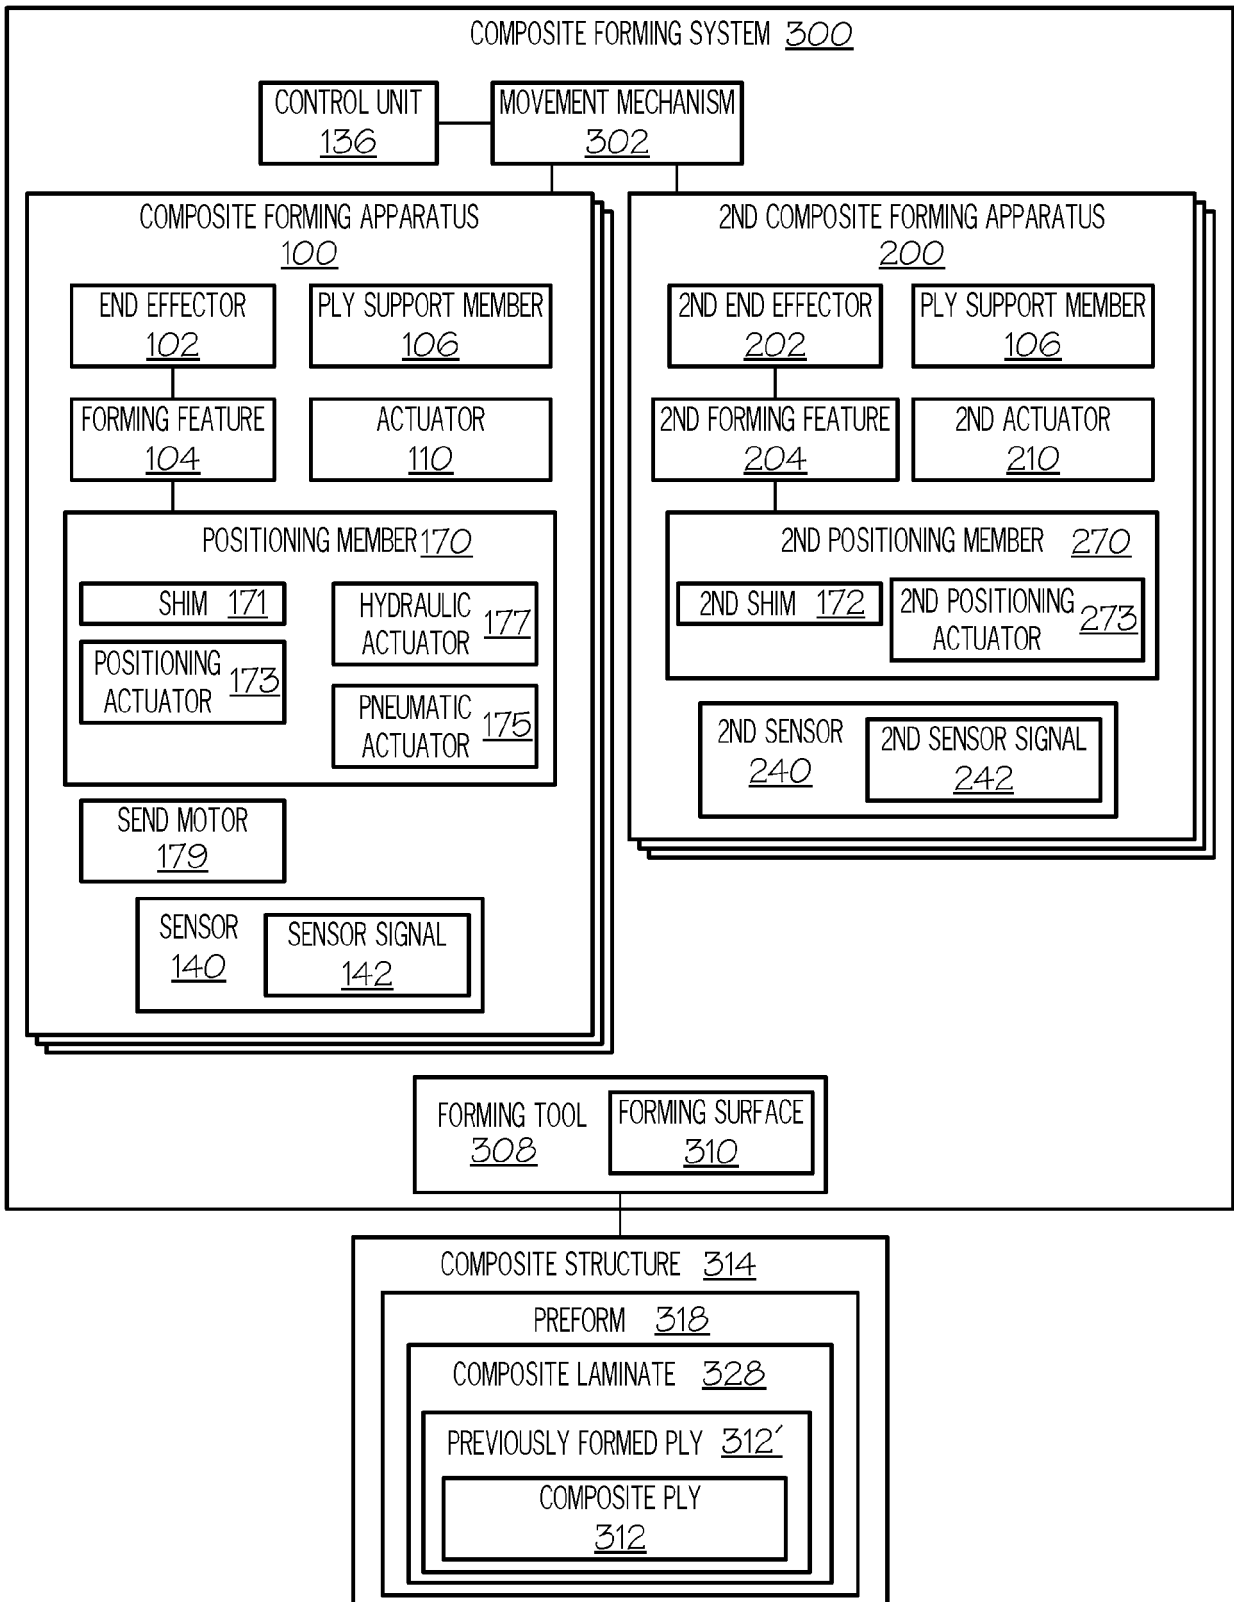 COMPOSITE FORMING SYSTEM 300
CONTROL UNIT
136
MOVEMENT MECHANISM
302
COMPOSITE FORMING APPARATUS
100
END EFFECTOR
102
PLY SUPPORT MEMBER
106
FORMING FEATURE
104
ACTUATOR
110
POSITIONING MEMBER 170
SHIM 171
HYDRAULIC
ACTUATOR
177
POSITIONING
ACTUATOR
173
PNEUMATIC
ACTUATOR
175
SEND MOTOR
179
SENSOR
140
SENSOR SIGNAL
142
2ND COMPOSITE FORMING APPARATUS
200
2ND END EFFECTOR
202
PLY SUPPORT MEMBER
106
2ND FORMING FEATURE
204
2ND ACTUATOR
210
2ND POSITIONING MEMBER 270
2ND SHIM 172
2ND POSITIONING
ACTUATOR
273
2ND SENSOR
240
2ND SENSOR SIGNAL
242
FORMING TOOL
308
FORMING SURFACE
310
COMPOSITE STRUCTURE 314
PREFORM 318
COMPOSITE LAMINATE 328
PREVIOUSLY FORMED PLY 312'
COMPOSITE PLY
312